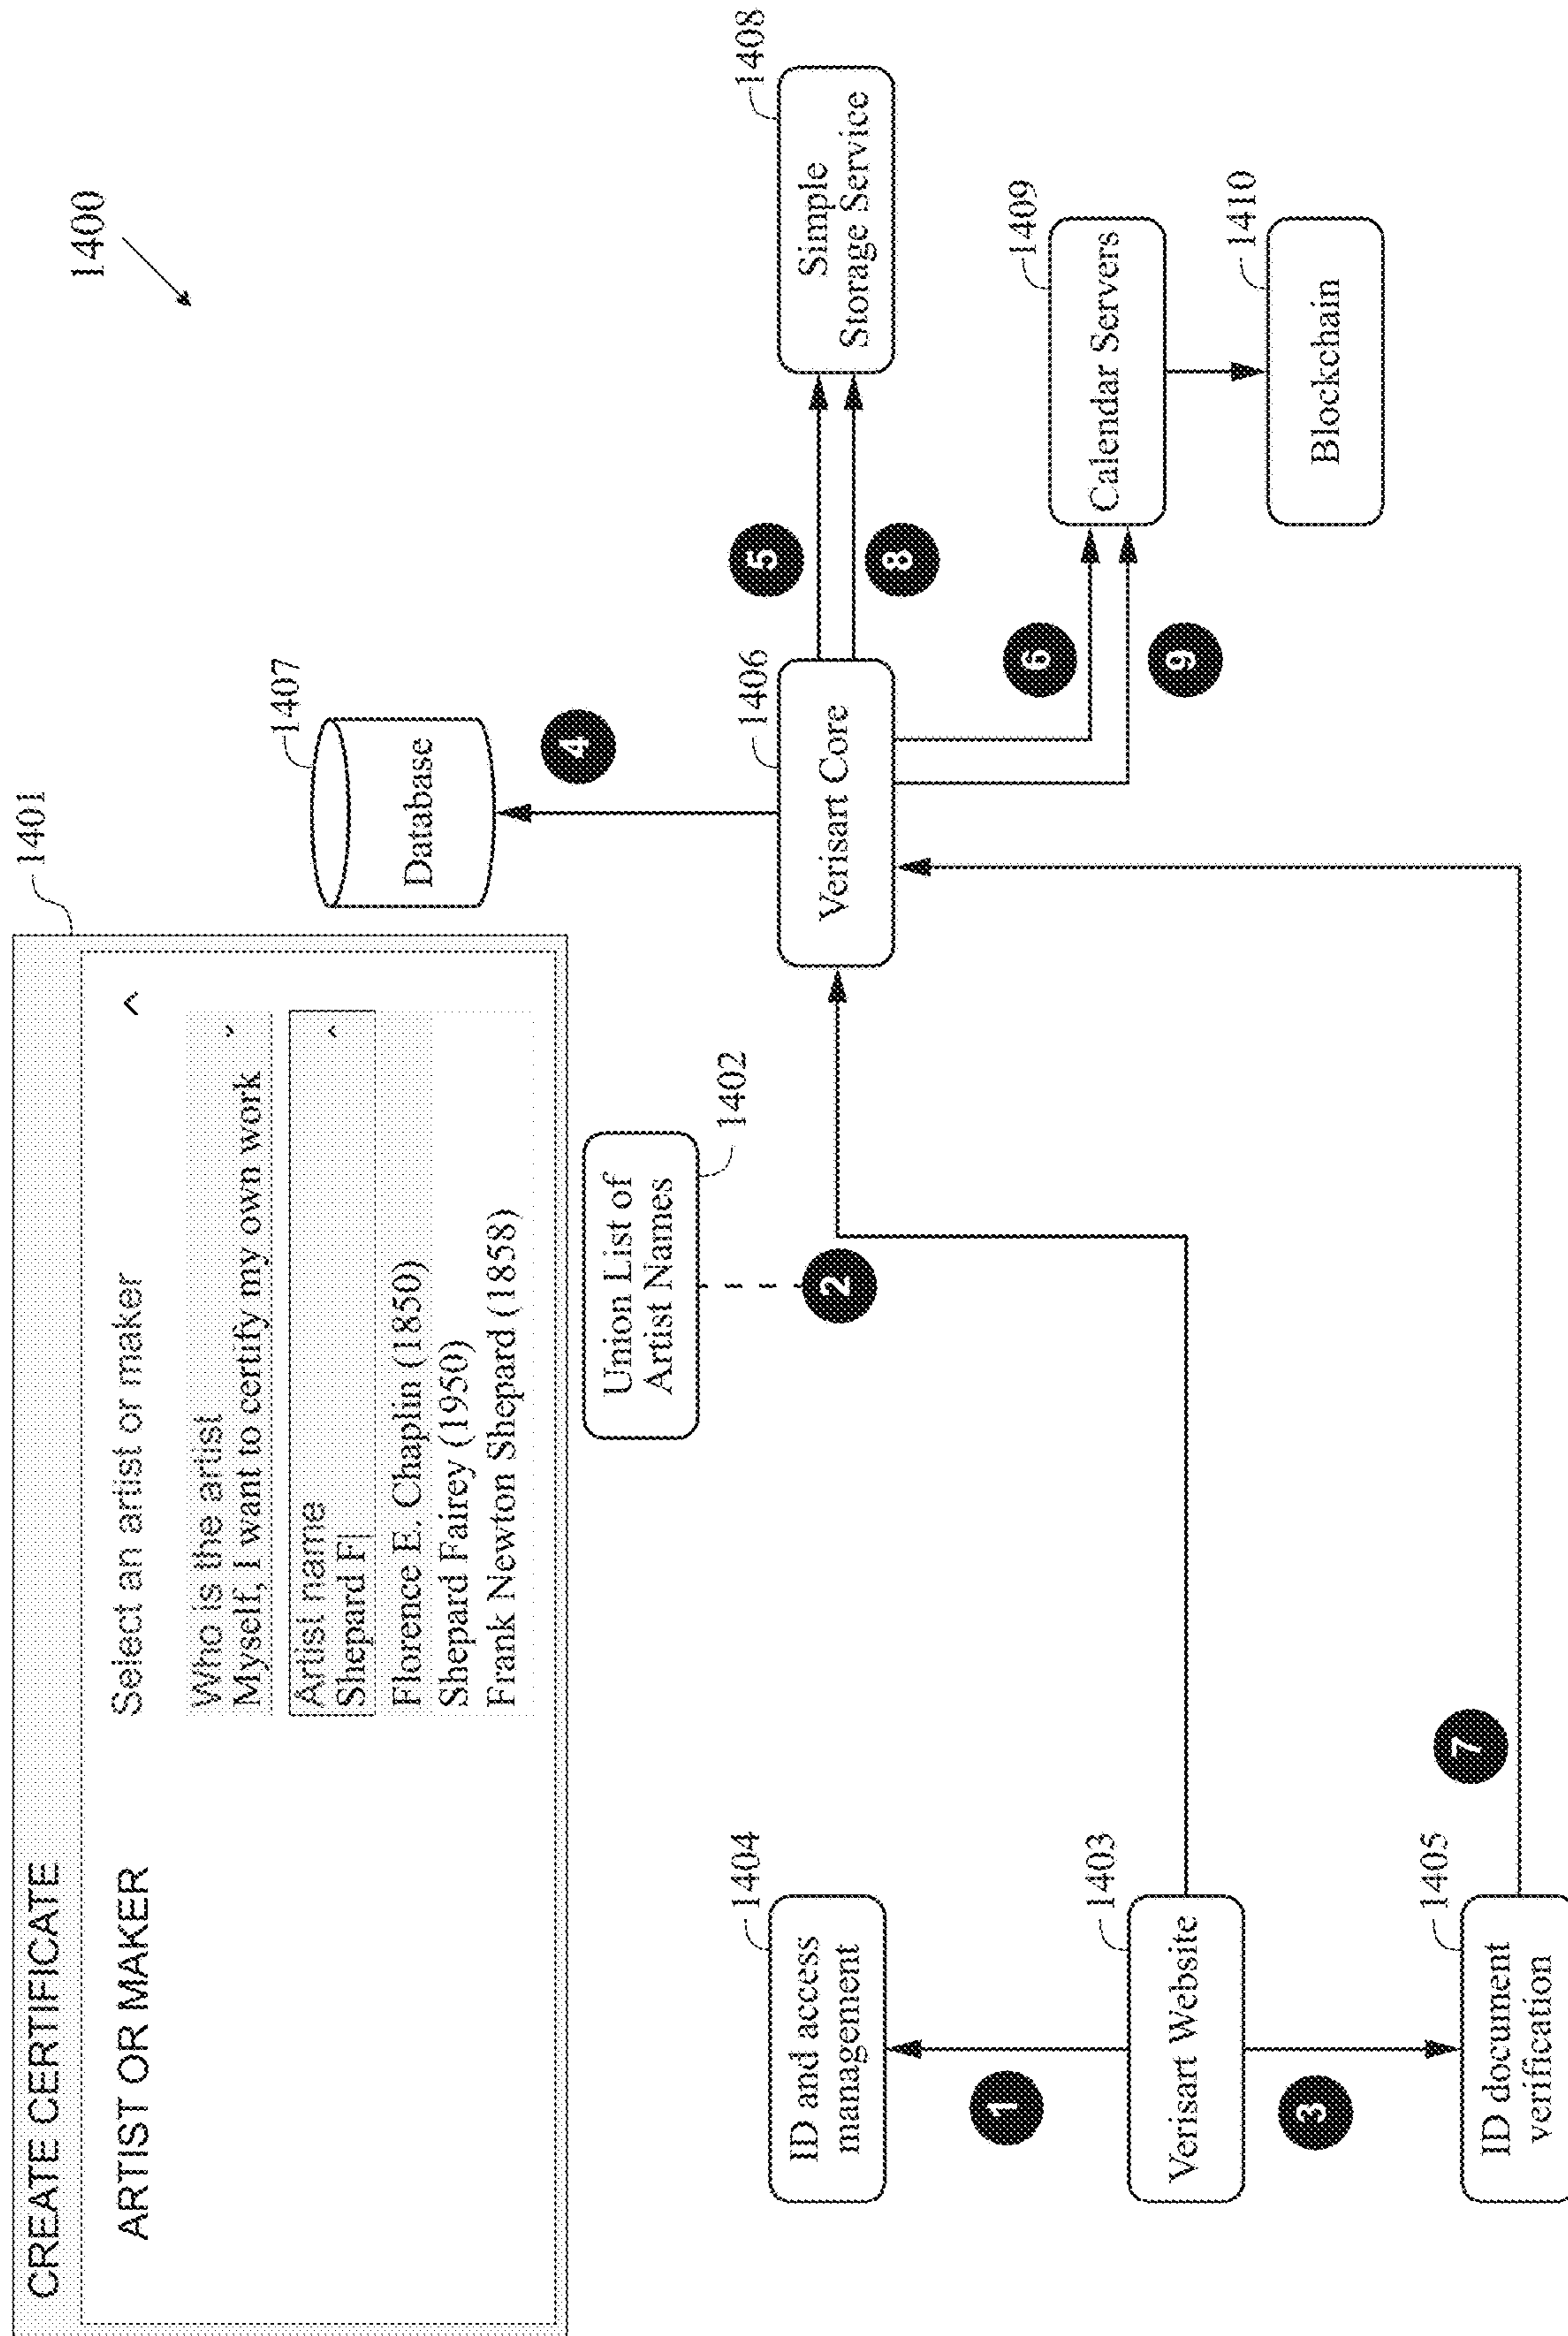 1400
CREATE CERTIFICATE
1401
ARTIST OR MAKER
Select an artist or maker
Who is the artist
Myself, I want to certify my own work
Artist name
Shepard F
Florence E. Chaplin (1850)
Shepard Fairey (1950)
Frank Newton Shepard (1858)
Union List of
Artist Names
1402
2
1404
ID and access
management
1
1403
Verisart Website
3
1405
ID document
verification
7
1407
Database
4
1406
Verisart Core
5
8
1408
Simple
Storage Service
6
9
1409
Calendar Servers
1410
Blockchain